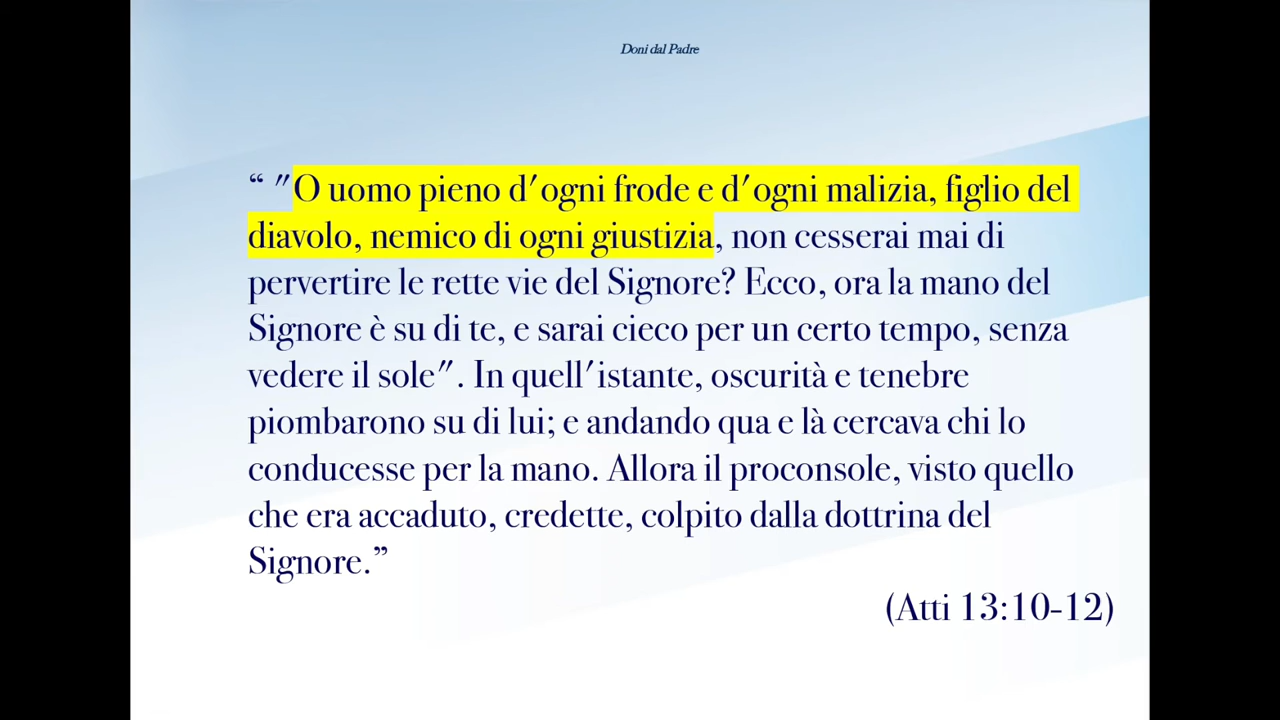 Doni dal Padre
“ "O uomo pieno d'ogni frode e d'ogni malizia, figlio del
diavolo, nemico di ogni giustizia, non cesserai mai di
pervertire le rette vie del Signore? Ecco, ora la mano del
Signore è su di te, e sarai cieco per un certo tempo, senza
vedere il sole". In quell'istante, oscurità e tenebre
piombarono su di lui; e andando qua e là cercava chi lo
conducesse per la mano. Allora il proconsole, visto quello
che era accaduto, credette, colpito dalla dottrina del
Signore.”
(Atti 13:10-12)